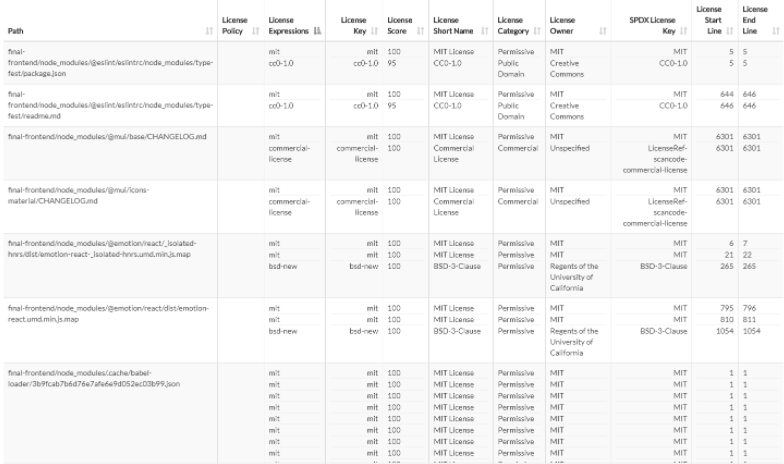 Path License Policy License Expressions License Key License Score License Short Name License Category License Owner SPDX License Key License Start Line License End Line
final- mit mit 100 MIT License Permissive MIT MIT 5 5
frontend/node_modules/@eslint/eslintrc/node_modules/type- cc0-1.0 cc0-1.0 95 CC0-1.0 Public Creative CC0-1.0 5 5
fest/package.json Domain Commons
final- mit mit 100 MIT License Permissive MIT MIT 644 644
frontend/node_modules/@eslint/eslintrc/node_modules/type- cc0-1.0 cc0-1.0 95 CC0-1.0 Public Creative CC0-1.0 646 646
fest/readme.md Domain Commons
final-frontend/node_modules/@mui/base/CHANGELOG.md mit mit 100 MIT License Permissive MIT MIT 6301 6301
commercial- commercial- 100 Commercial Commercial Unspecified LicenseRef- 6301 6301
license license License scancode-
commercial-license
final-frontend/node_modules/@mui/icons- mit mit 100 MIT License Permissive MIT MIT 6301 6301
material/CHANGELOG.md commercial- commercial- 100 Commercial Commercial Unspecified LicenseRef- 6301 6301
license license License scancode-
commercial-license
final-frontend/node_modules/@emotion/react/_isolated- mit mit 100 MIT License Permissive MIT MIT 6 7
hnrs/dist/emotion-react-_isolated-hnrs.umd.min.js.map mit mit 100 MIT License Permissive MIT MIT 21 22
bsd-new bsd-new 100 BSD-3-Clause Permissive Regents of the BSD-3-Clause 265 265
University of
California
final-frontend/node_modules/@emotion/react/dist/emotion- mit mit 100 MIT License Permissive MIT MIT 795 796
react.umd.min.js.map mit mit 100 MIT License Permissive MIT MIT 810 811
bsd-new bsd-new 100 BSD-3-Clause Permissive Regents of the BSD-3-Clause 1054 1054
University of
California
final-frontend/node_modules/.cache/babel- mit mit 100 MIT License Permissive MIT MIT 1 1
loader/3b9fcab7b6d76e7afe6e9d052ec03b99.json mit mit 100 MIT License Permissive MIT MIT 1 1
mit mit 100 MIT License Permissive MIT MIT 1 1
mit mit 100 MIT License Permissive MIT MIT 1 1
mit mit 100 MIT License Permissive MIT MIT 1 1
mit mit 100 MIT License Permissive MIT MIT 1 1
mit mit 100 MIT License Permissive MIT MIT 1 1
mit mit 100 MIT License Permissive MIT MIT 1 1